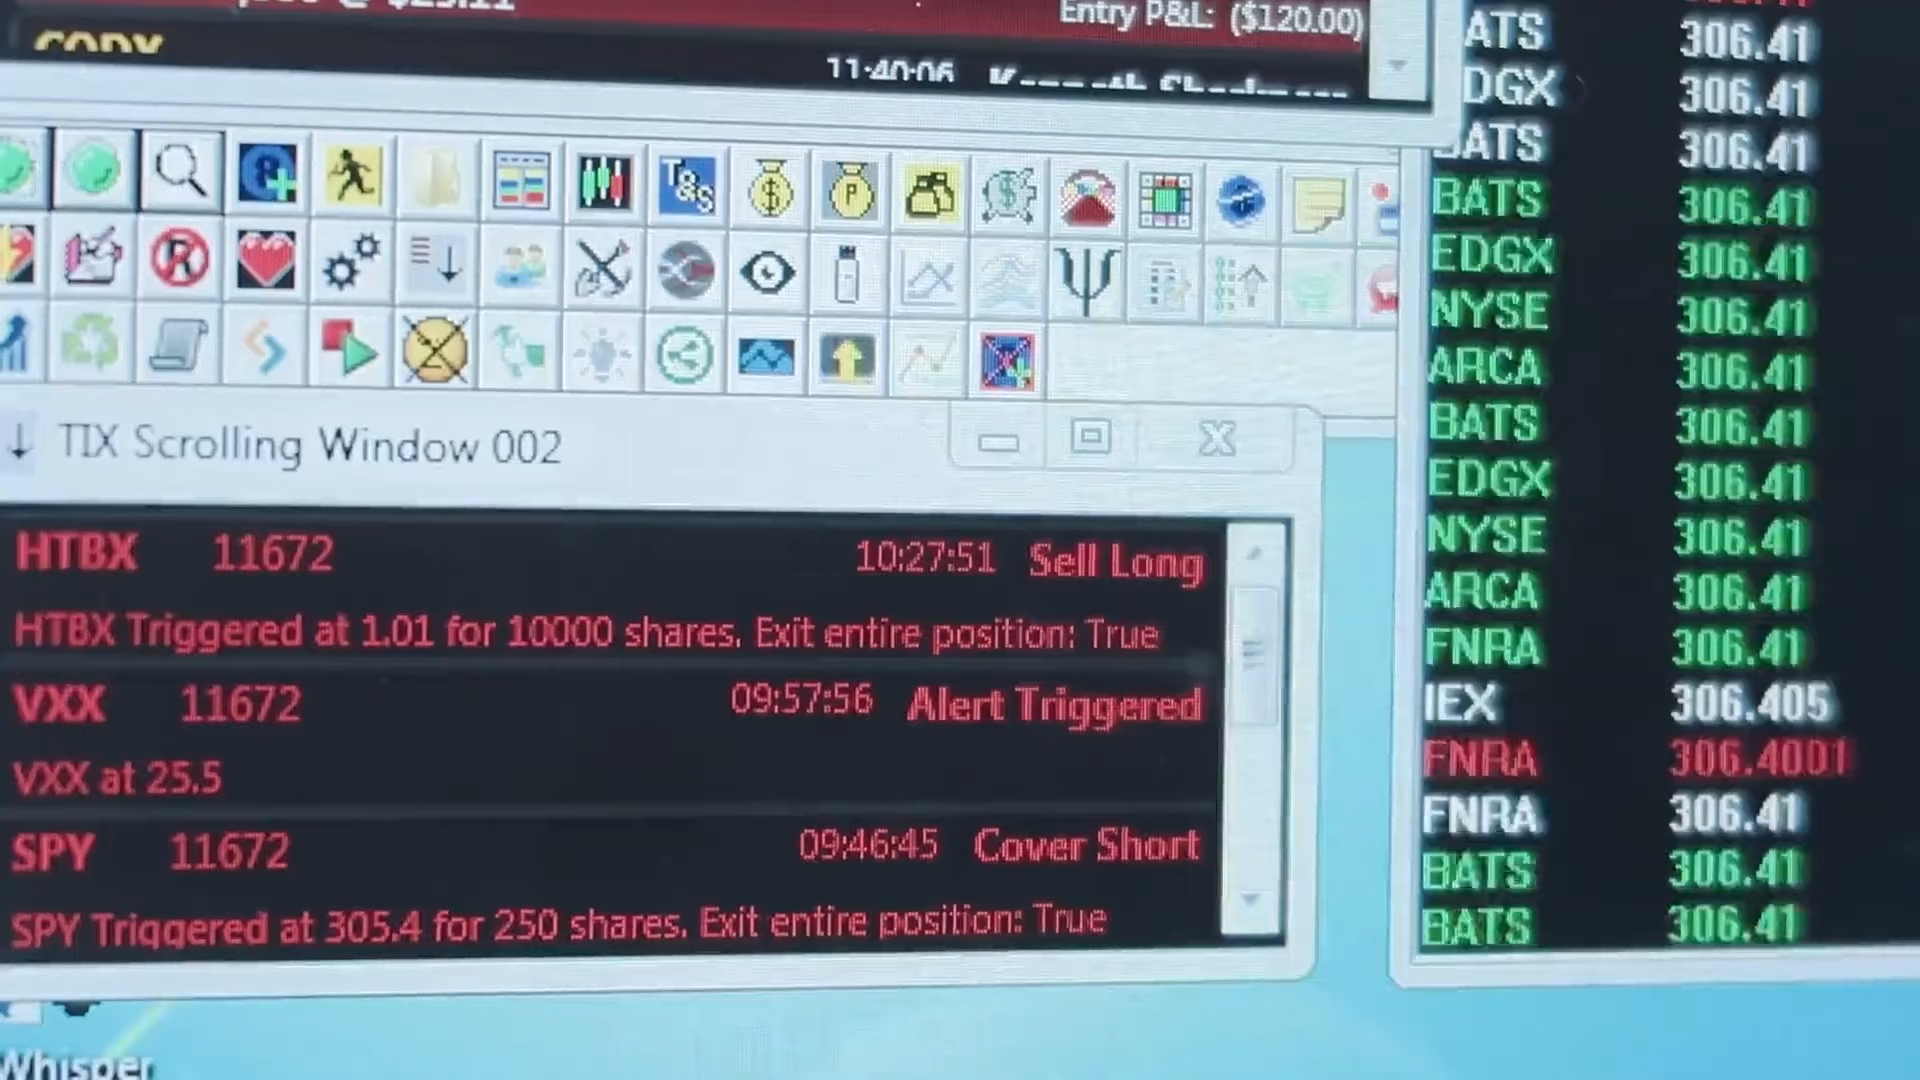 @ $25.11
Entry P&L: ($120.00)
CODX
11:40:06
T&S
TIX Scrolling Window 002
HTBX 11672 10:27:51 Sell Long
HTBX Triggered at 1.01 for 10000 shares. Exit entire position: True
VXX 11672 09:57:56 Alert Triggered
VXX at 25.5
SPY 11672 09:46:45 Cover Short
SPY Triggered at 305.4 for 250 shares. Exit entire position: True
Whisper
ATS 306.41
DGX 306.41
BATS 306.41
BATS 306.41
EDGX 306.41
NYSE 306.41
ARCA 306.41
BATS 306.41
EDGX 306.41
NYSE 306.41
ARCA 306.41
FNRA 306.41
IEX 306.405
FNRA 306.4001
FNRA 306.41
BATS 306.41
BATS 306.41